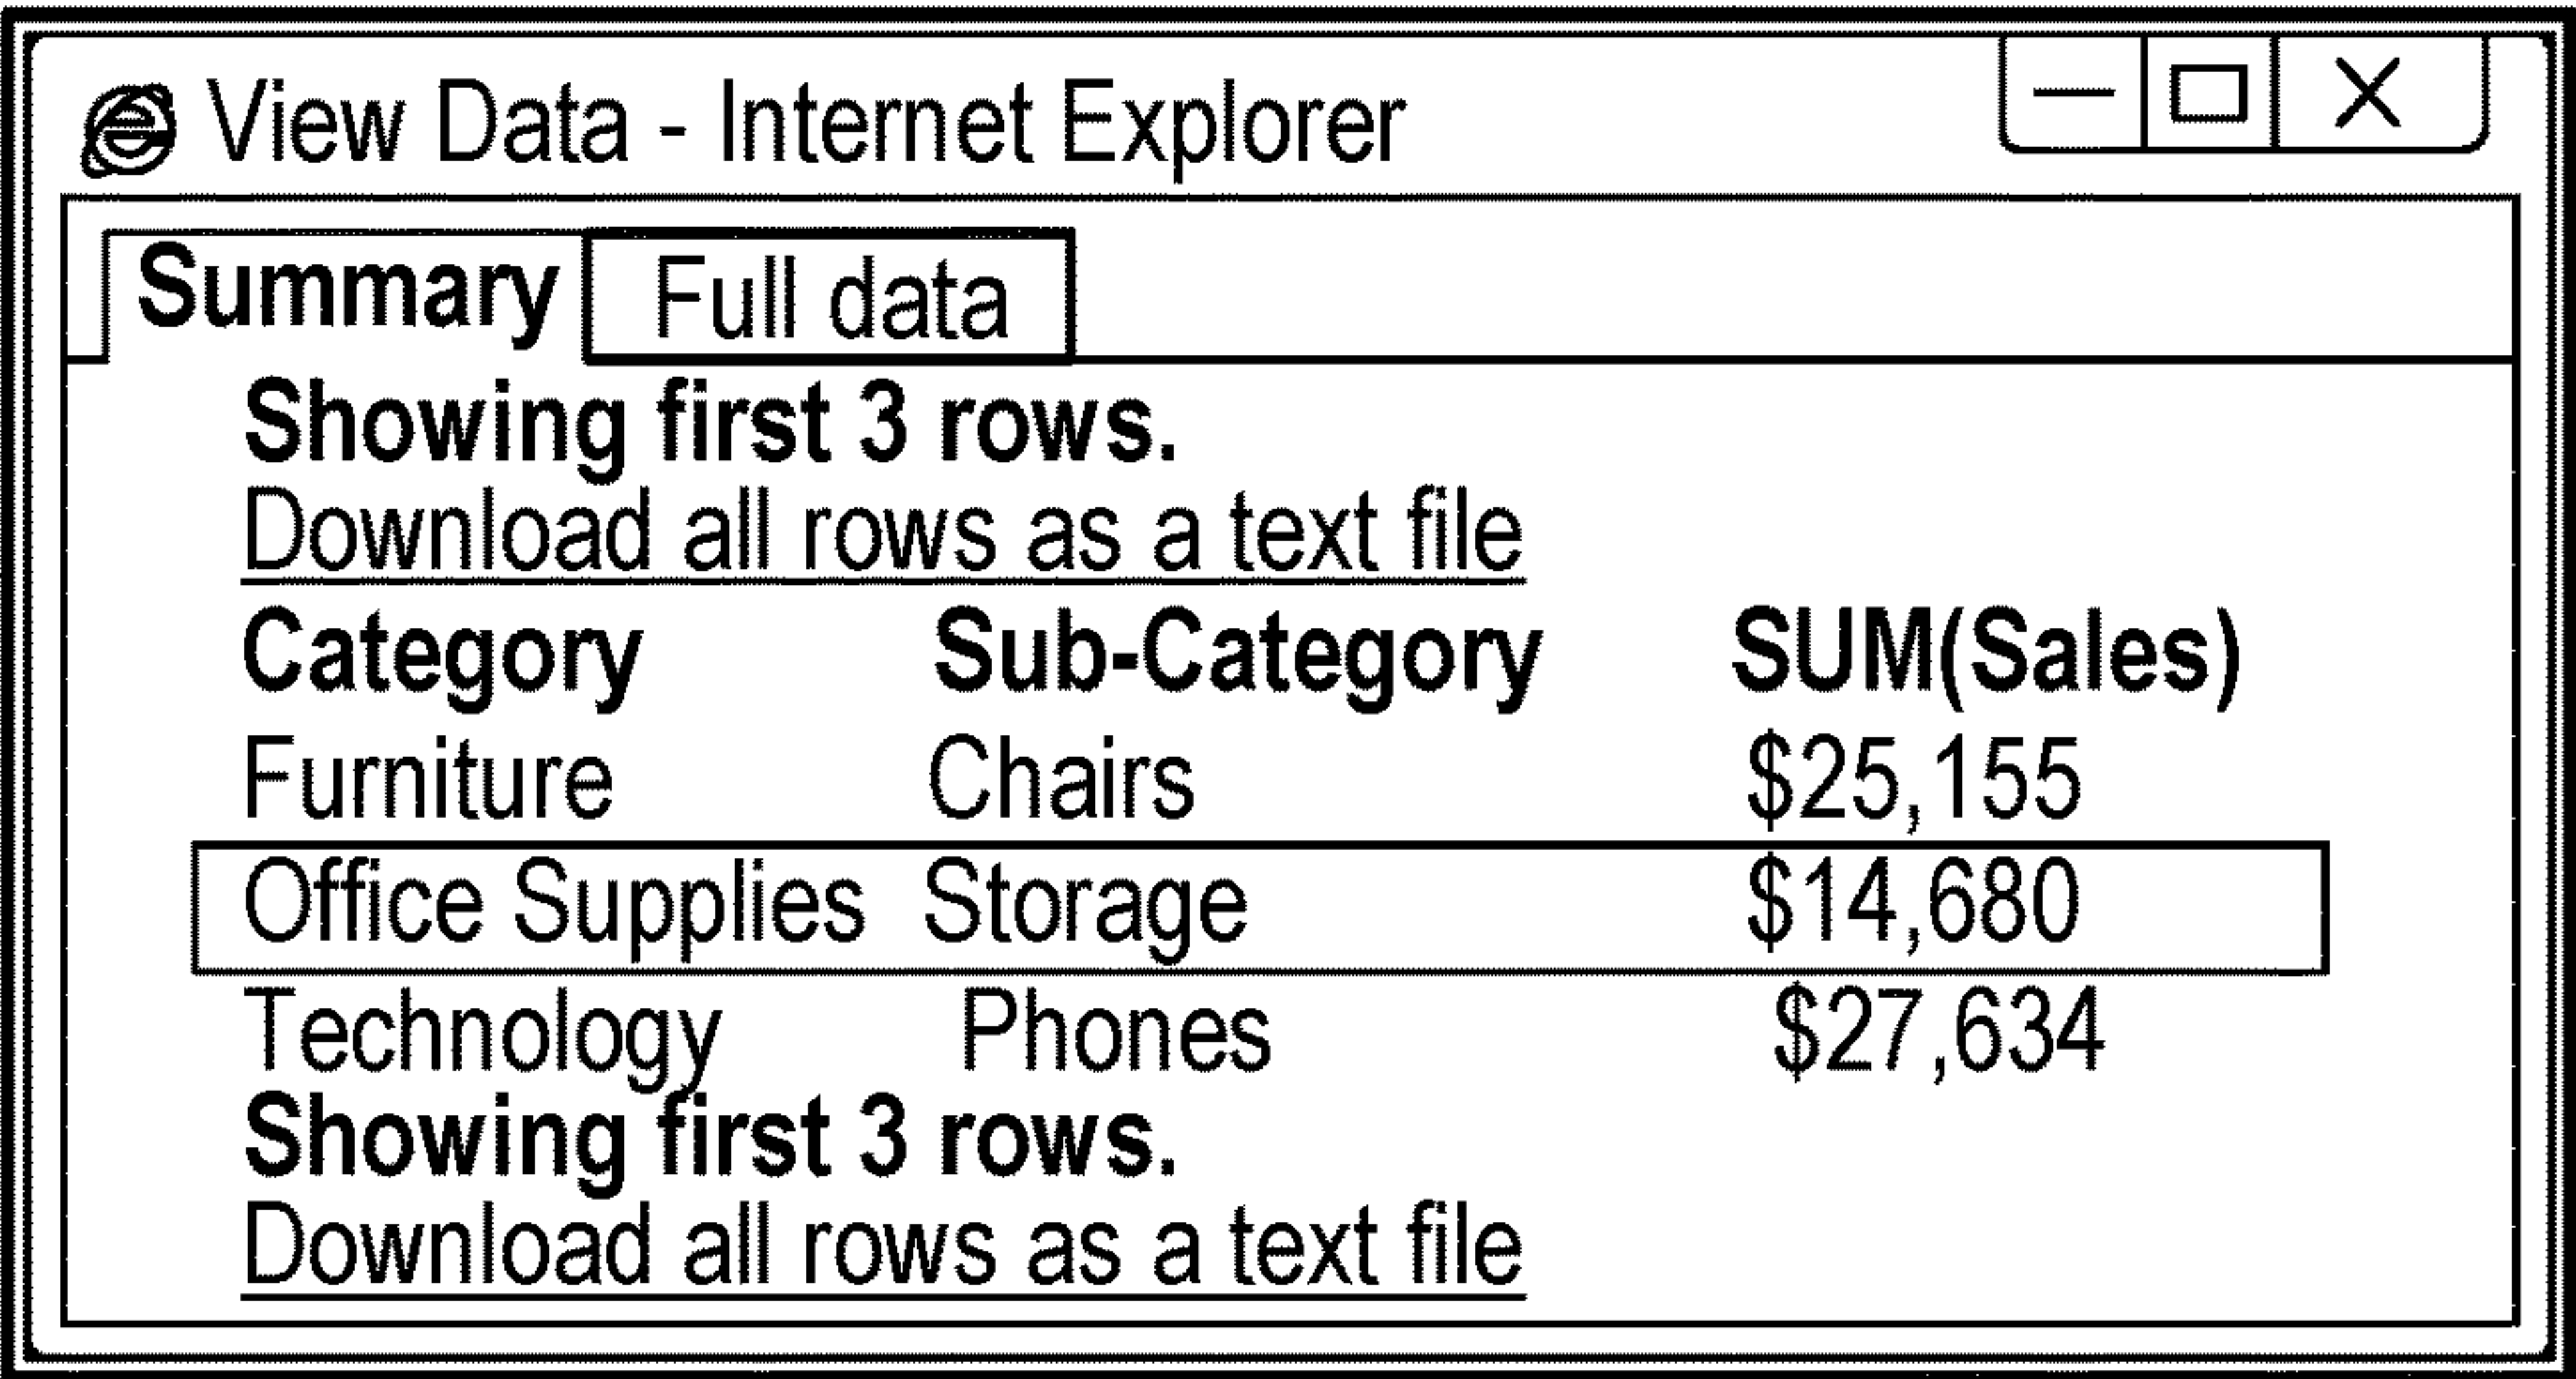 View Data - Internet Explorer
Summary Full data
Showing first 3 rows.
Download all rows as a text file
Category Sub-Category SUM(Sales)
Furniture Chairs $25,155
Office Supplies Storage $14,680
Technology Phones $27,634
Showing first 3 rows.
Download all rows as a text file